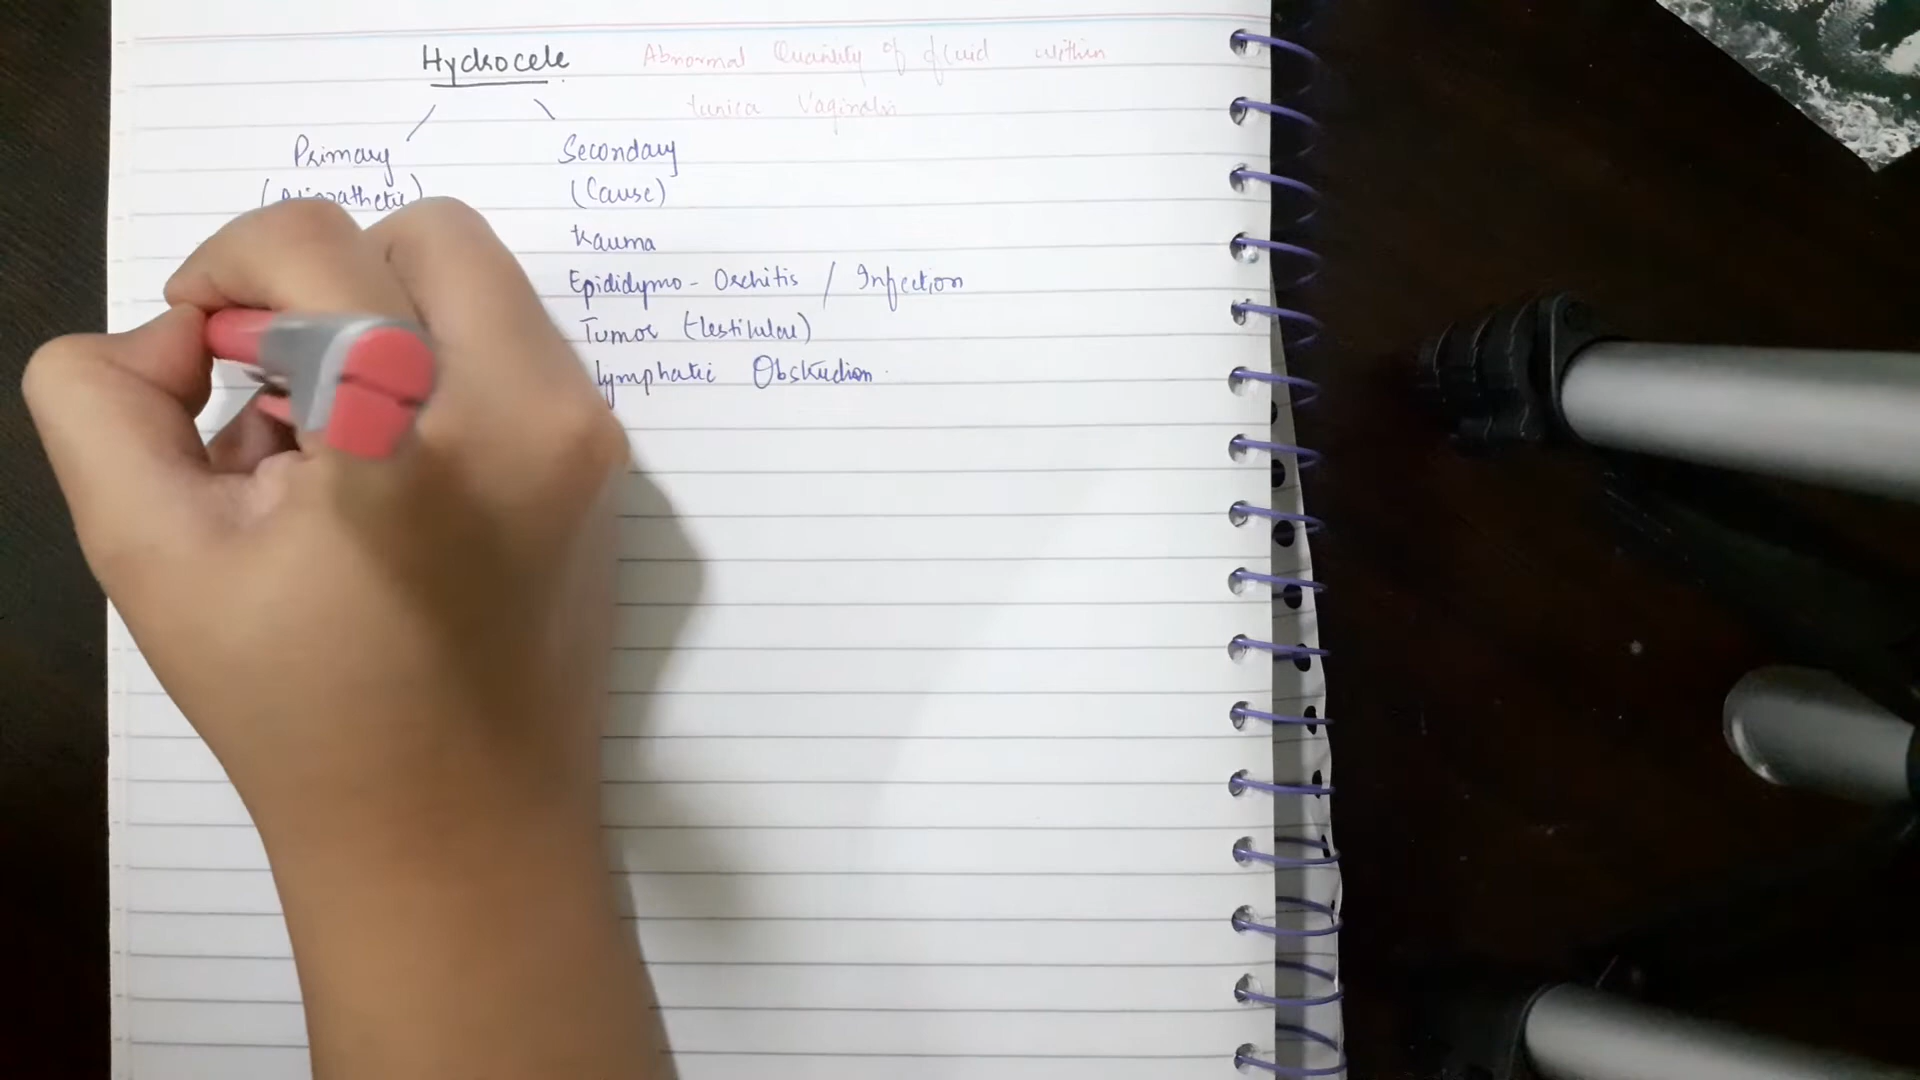 Hydrocele Abnormal Quantity of fluid within
tunica Vaginalis
Primary Secondary
(Cause)
trauma
Epididymo - Orchitis / Infection
Tumor (testicular)
lymphatic Obstruction.